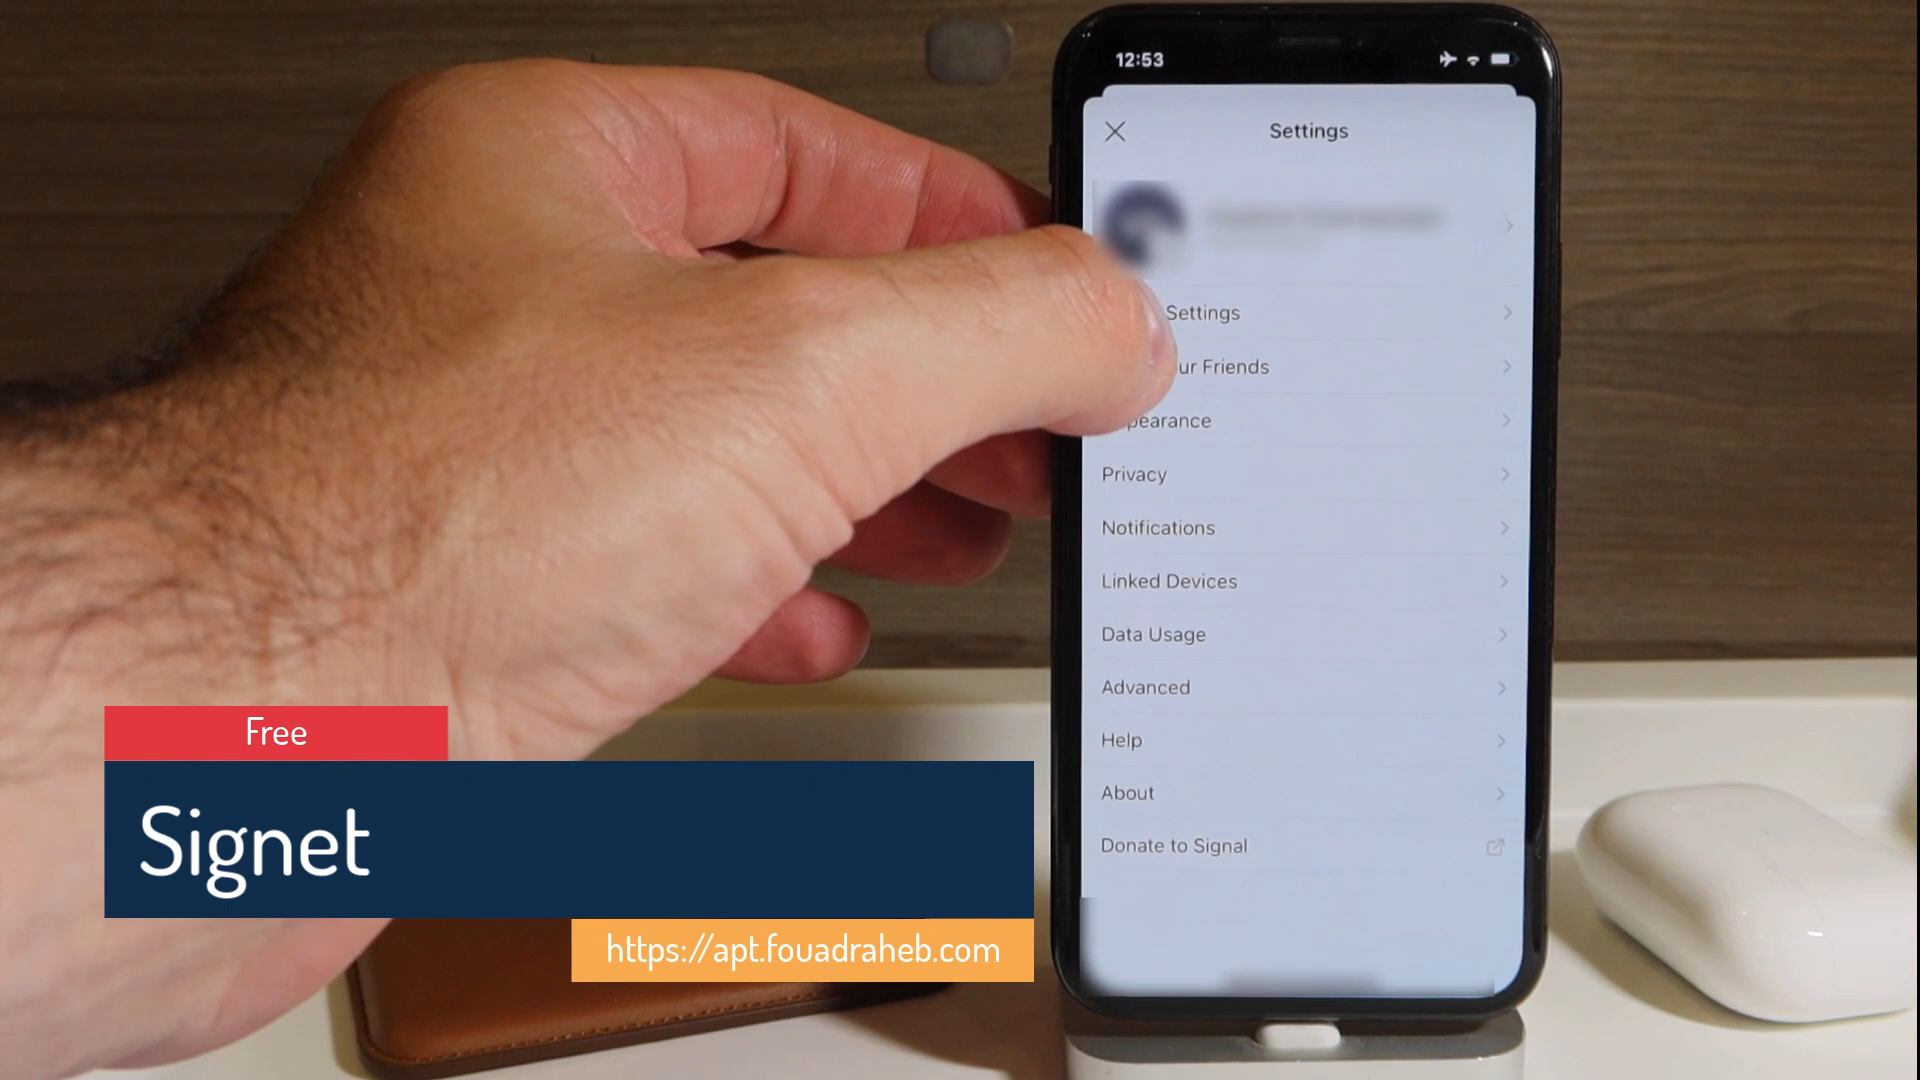 12:53
Settings
Settings
ur Friends
pearance
Privacy
Notifications
Linked Devices
Data Usage
Advanced
Help
About
Donate to Signal
Free
Signet
https://apt.fouadraheb.com